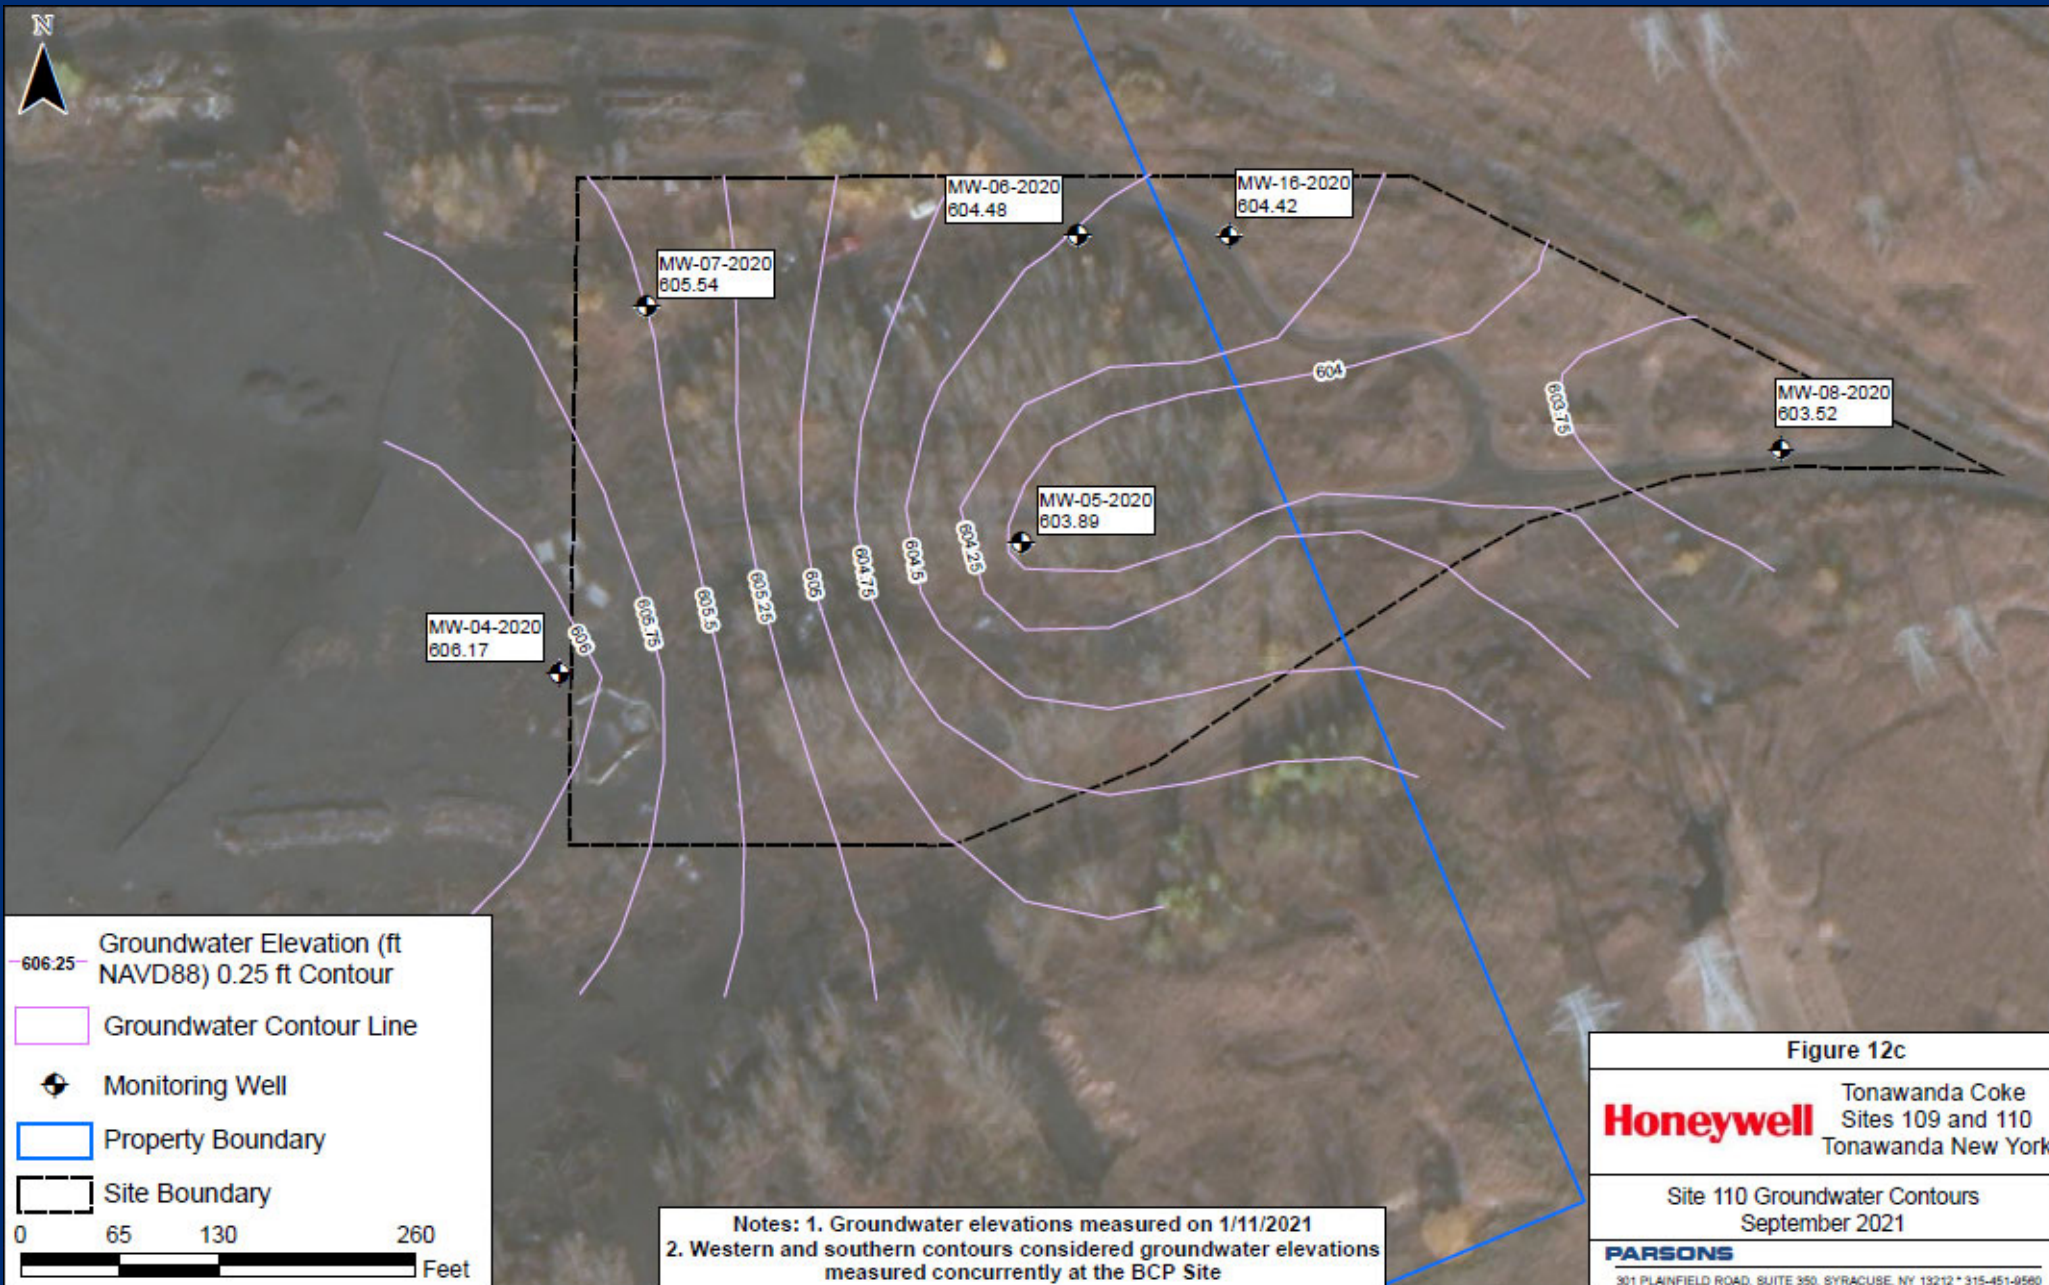 N
MW-06-2020
604.48
MW-16-2020
604.42
MW-07-2020
605.54
604
MW-08-2020
603.52
603.75
MW-05-2020
603.89
604.25
604.5
604.75
605
605.25
605.5
605.75
606
MW-04-2020
606.17
606.25
Groundwater Elevation (ft
NAVD88) 0.25 ft Contour
Groundwater Contour Line
Monitoring Well
Property Boundary
Site Boundary
0 65 130 260
Feet
Notes: 1. Groundwater elevations measured on 1/11/2021
2. Western and southern contours considered groundwater elevations
measured concurrently at the BCP Site
Figure 12c
Honeywell
Tonawanda Coke
Sites 109 and 110
Tonawanda New York
Site 110 Groundwater Contours
September 2021
PARSONS
301 PLAINFIELD ROAD, SUITE 350, SYRACUSE, NY 13212 * 315-451-9560